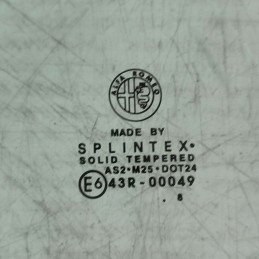 ALFA ROMEO
MADE BY
SPLINTEX•
SOLID TEMPERED
AS2•M25•DOT24
E6 43R-00049
. 8